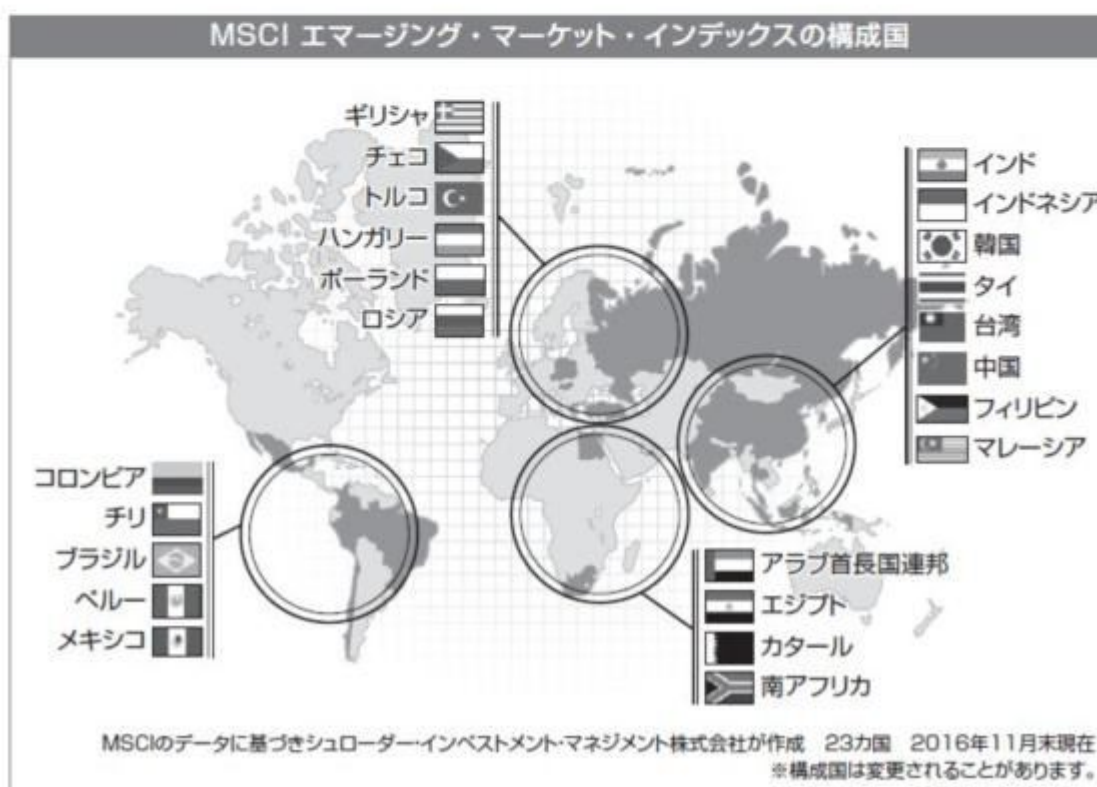 MSCI エマージング・マーケット・インデックスの構成国
ギリシャ
チェコ
トルコ
ハンガリー
ポーランド
ロシア
インド
インドネシア
韓国
タイ
台湾
中国
フィリピン
マレーシア
コロンビア
チリ
ブラジル
ペルー
メキシコ
アラブ首長国連邦
エジプト
カタール
南アフリカ
MSCIのデータに基づきシュローダー・インベストメント・マネジメント株式会社が作成　23カ国　2016年11月末現在
※構成国は変更されることがあります。